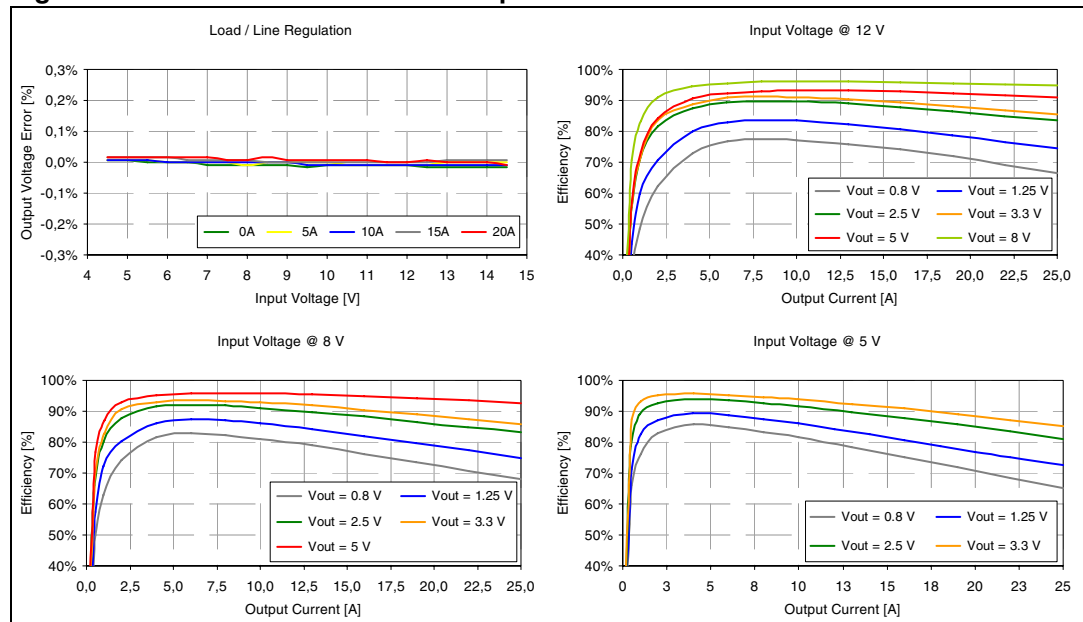 Load / Line Regulation
Output Voltage Error [%]
0,3%
0,2%
0,1%
0,0%
-0,1%
-0,2%
-0,3%
0A 5A 10A 15A 20A
4 5 6 7 8 9 10 11 12 13 14 15
Input Voltage [V]
Input Voltage @ 12 V
Efficiency [%]
100%
90%
80%
70%
60%
50%
40%
Vout = 0.8 V Vout = 1.25 V
Vout = 2.5 V Vout = 3.3 V
Vout = 5 V Vout = 8 V
0,0 2,5 5,0 7,5 10,0 12,5 15,0 17,5 20,0 22,5 25,0
Output Current [A]
Input Voltage @ 8 V
Efficiency [%]
100%
90%
80%
70%
60%
50%
40%
Vout = 0.8 V Vout = 1.25 V
Vout = 2.5 V Vout = 3.3 V
Vout = 5 V
0,0 2,5 5,0 7,5 10,0 12,5 15,0 17,5 20,0 22,5 25,0
Output Current [A]
Input Voltage @ 5 V
Efficiency [%]
100%
90%
80%
70%
60%
50%
40%
Vout = 0.8 V Vout = 1.25 V
Vout = 2.5 V Vout = 3.3 V
0 3 5 8 10 13 15 18 20 23 25
Output Current [A]